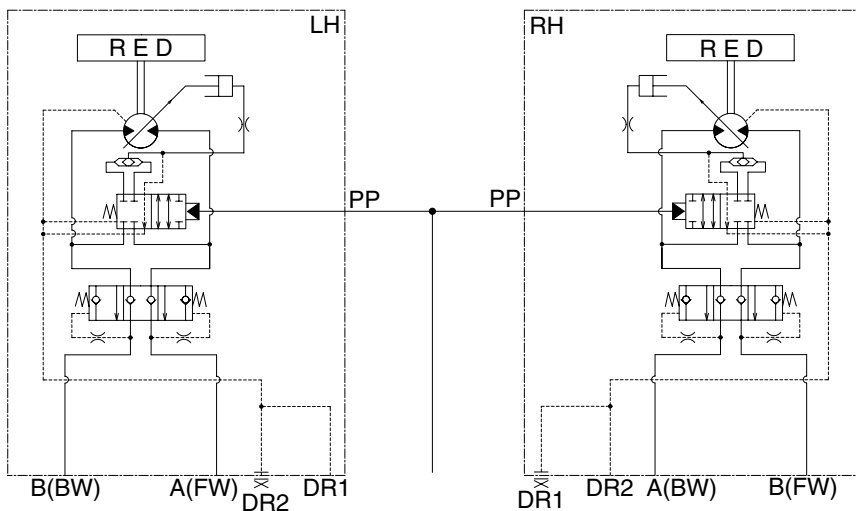 LH
RED
PP
B(BW)
A(FW)
DR2
DR1
RH
RED
PP
DR1
DR2
A(BW)
B(FW)